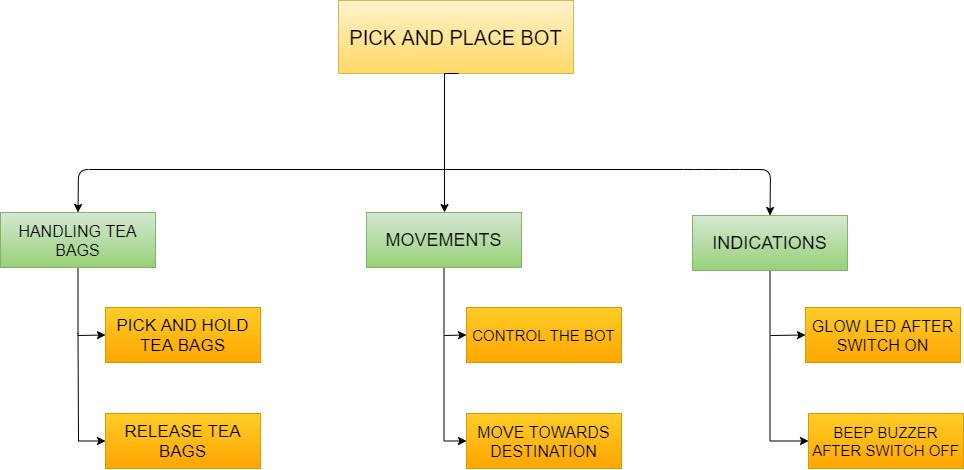 PICK AND PLACE BOT
HANDLING TEA
BAGS
MOVEMENTS
INDICATIONS
PICK AND HOLD
TEA BAGS
CONTROL THE BOT
GLOW LED AFTER
SWITCH ON
RELEASE TEA
BAGS
MOVE TOWARDS
DESTINATION
BEEP BUZZER
AFTER SWITCH OFF